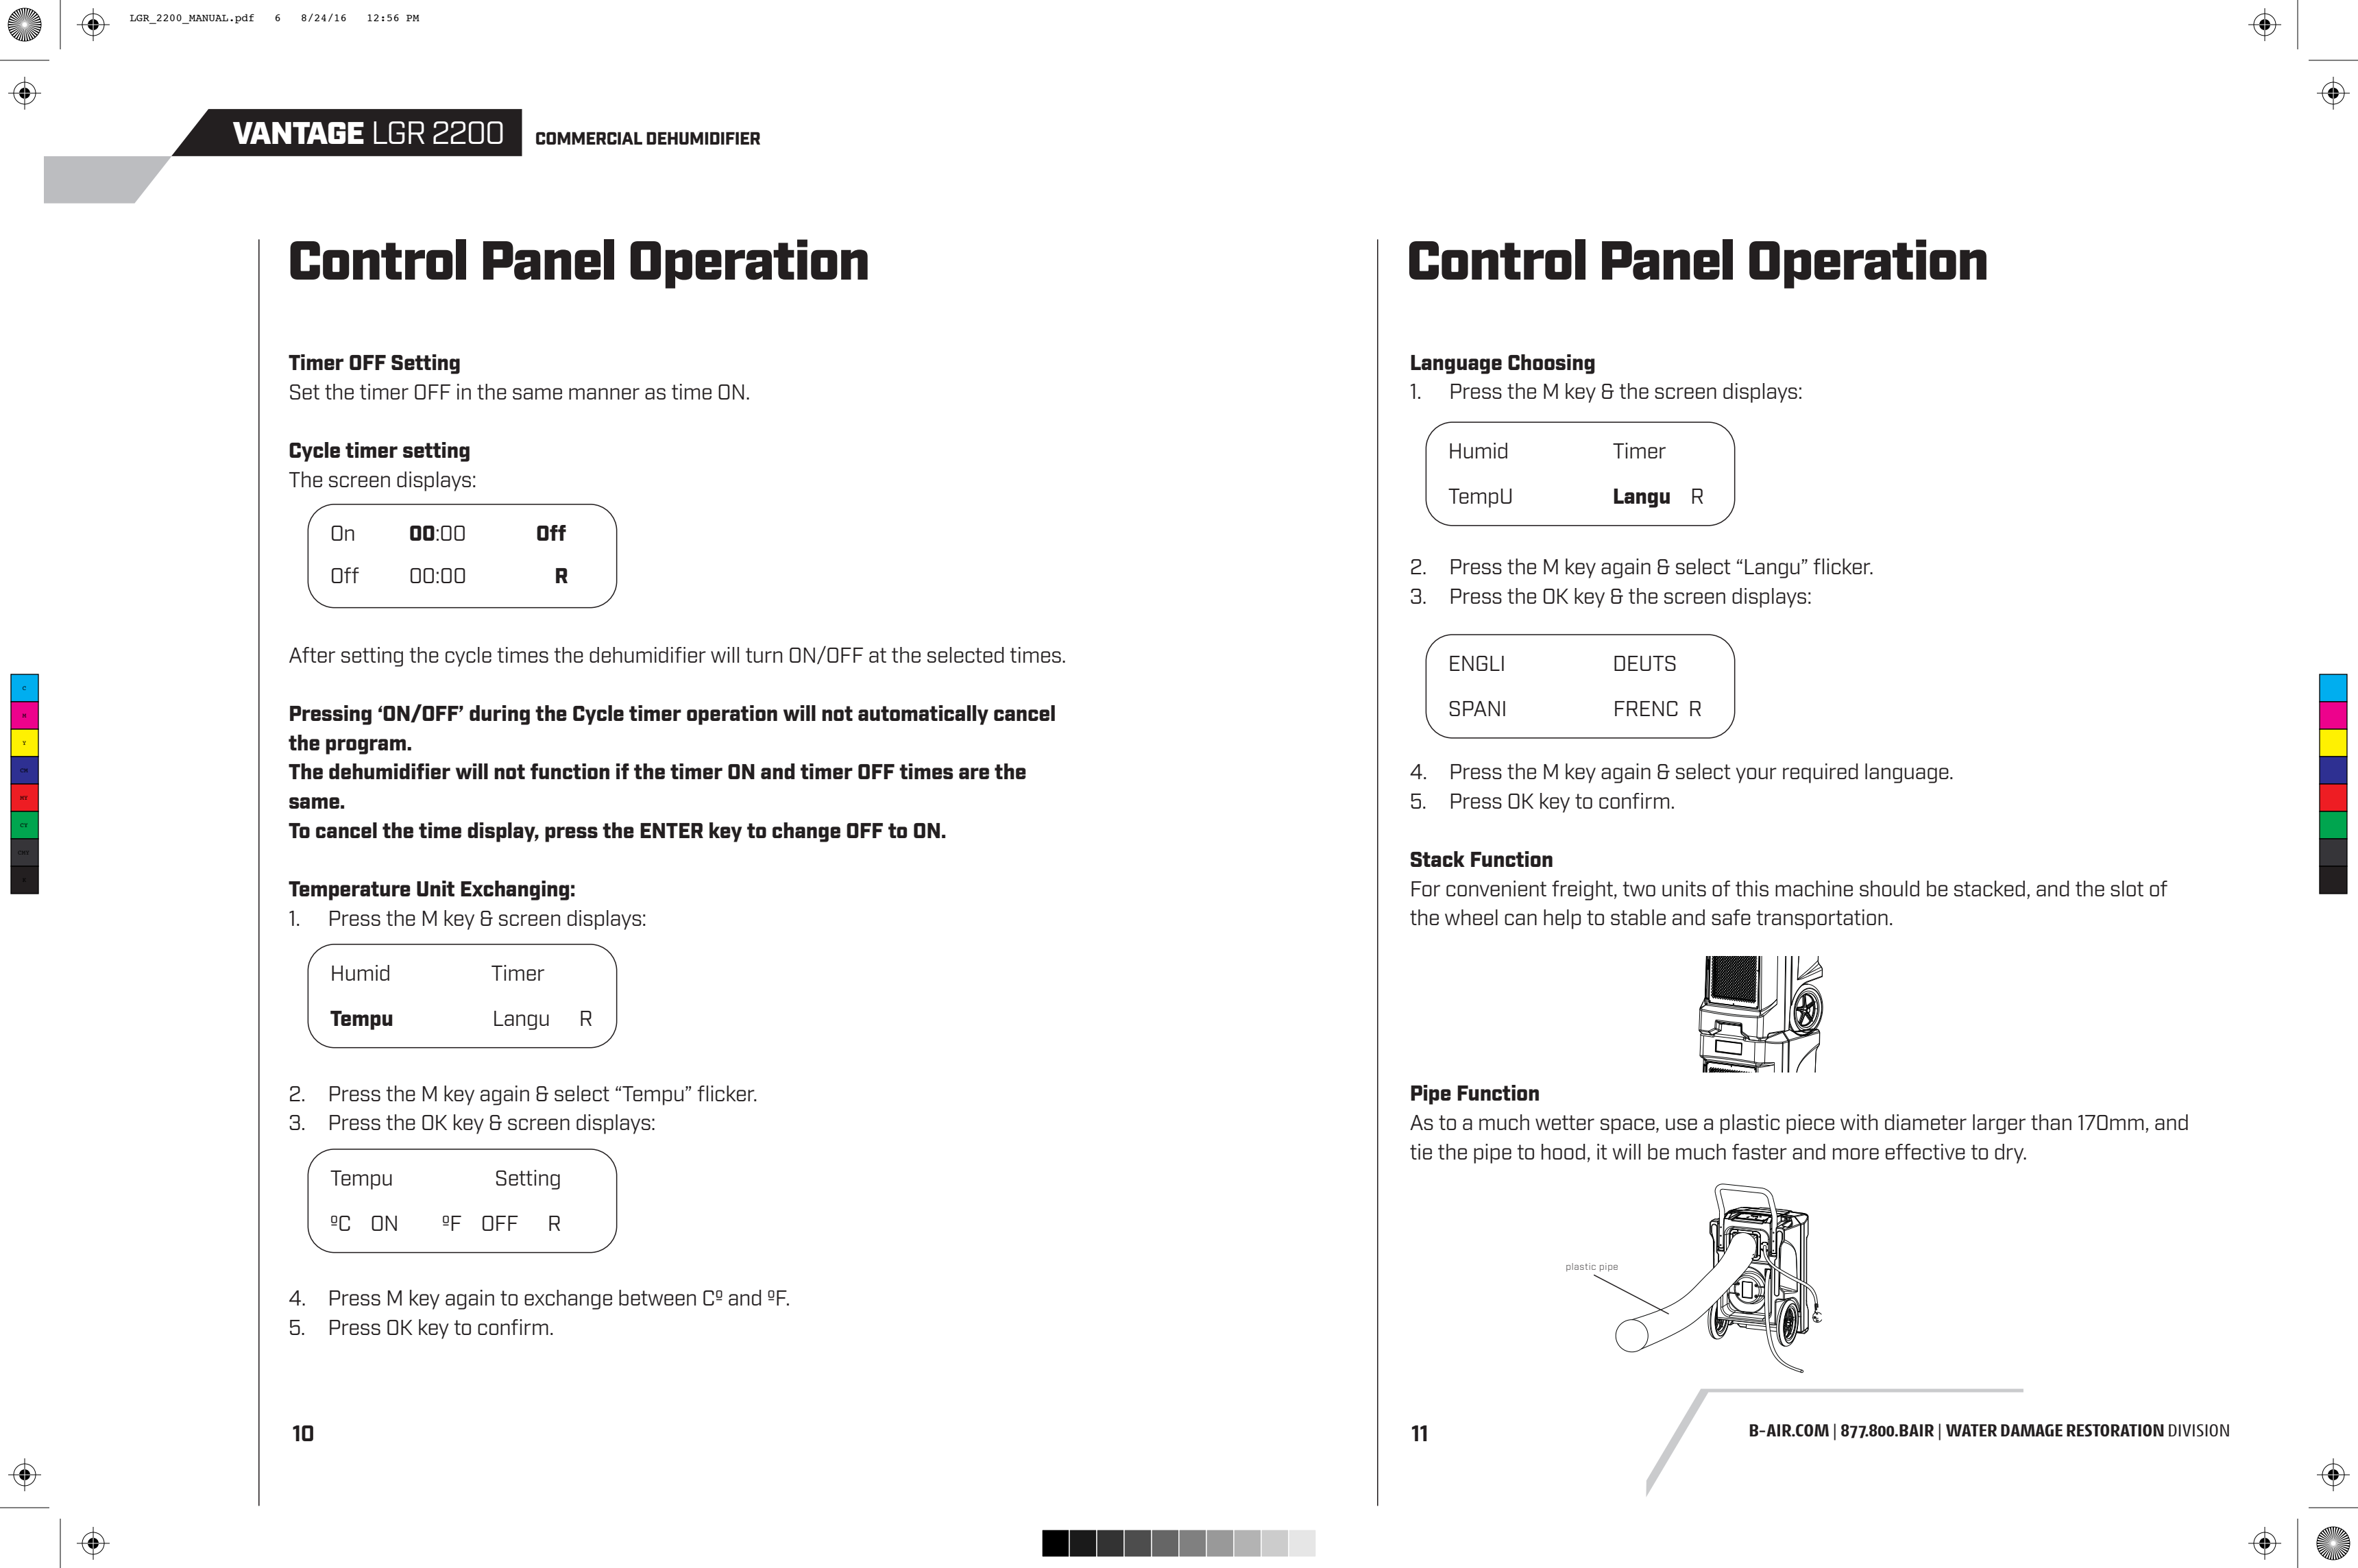 LGR_2200_MANUAL.pdf 6 8/24/16 12:56 PM
VANTAGE LGR 2200 COMMERCIAL DEHUMIDIFIER
Control Panel Operation
Timer OFF Setting
Set the timer OFF in the same manner as time ON.
Cycle timer setting
The screen displays:
On 00:00 Off
Off 00:00 R
After setting the cycle times the dehumidifier will turn ON/OFF at the selected times.
Pressing ‘ON/OFF’ during the Cycle timer operation will not automatically cancel
the program.
The dehumidifier will not function if the timer ON and timer OFF times are the
same.
To cancel the time display, press the ENTER key to change OFF to ON.
Temperature Unit Exchanging:
1. Press the M key & screen displays:
Humid Timer
Tempu Langu R
2. Press the M key again & select “Tempu” flicker.
3. Press the OK key & screen displays:
Tempu Setting
ºC ON ºF OFF R
4. Press M key again to exchange between Cº and ºF.
5. Press OK key to confirm.
10
Control Panel Operation
Language Choosing
1. Press the M key & the screen displays:
Humid Timer
TempU Langu R
2. Press the M key again & select “Langu” flicker.
3. Press the OK key & the screen displays:
ENGLI DEUTS
SPANI FRENC R
4. Press the M key again & select your required language.
5. Press OK key to confirm.
Stack Function
For convenient freight, two units of this machine should be stacked, and the slot of
the wheel can help to stable and safe transportation.
Pipe Function
As to a much wetter space, use a plastic piece with diameter larger than 170mm, and
tie the pipe to hood, it will be much faster and more effective to dry.
plastic pipe
11
B-AIR.COM | 877.800.BAIR | WATER DAMAGE RESTORATION DIVISION
C
M
Y
CM
MY
CY
CMY
K